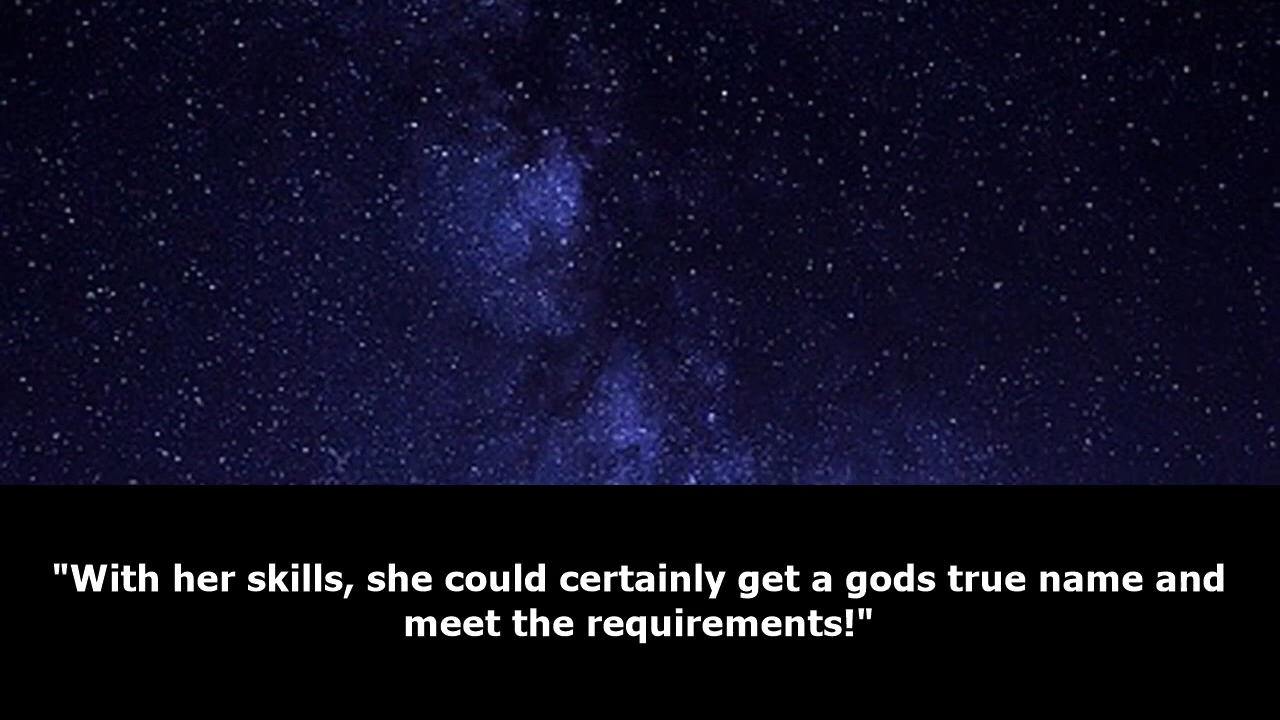 "With her skills, she could certainly get a gods true name and
meet the requirements!"